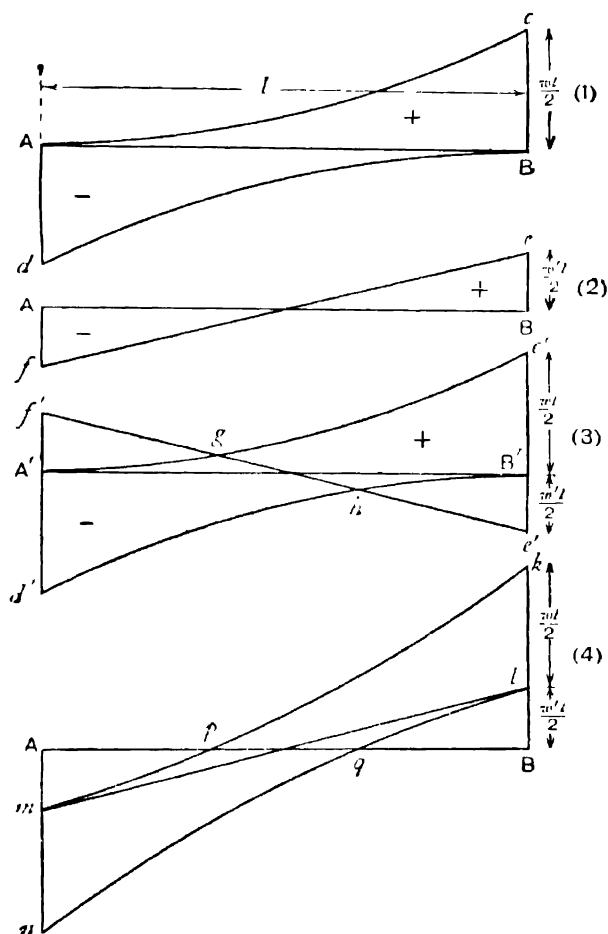 c
l
wl/2
(1)
A
+
B
−
d
c
A
+
w'l/2
(2)
−
B
f
c'
f'
g
+
wl/2
(3)
A'
B'
−
h
w'l/2
d'
e'
k
wl/2
(4)
l
A
p
w'l/2
q
B
m
n